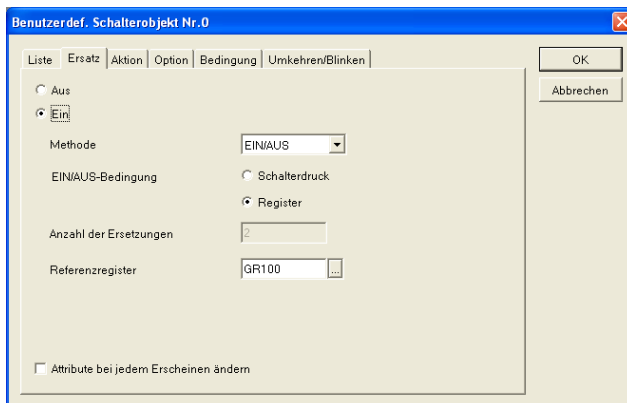 Benutzerdef. Schalterobjekt Nr.0
Liste Ersatz Aktion Option Bedingung Umkehren/Blinken
OK
Abbrechen
Aus
Ein
Methode EIN/AUS
EIN/AUS-Bedingung Schalterdruck
Register
Anzahl der Ersetzungen 2
Referenzregister GR100 ...
Attribute bei jedem Erscheinen ändern